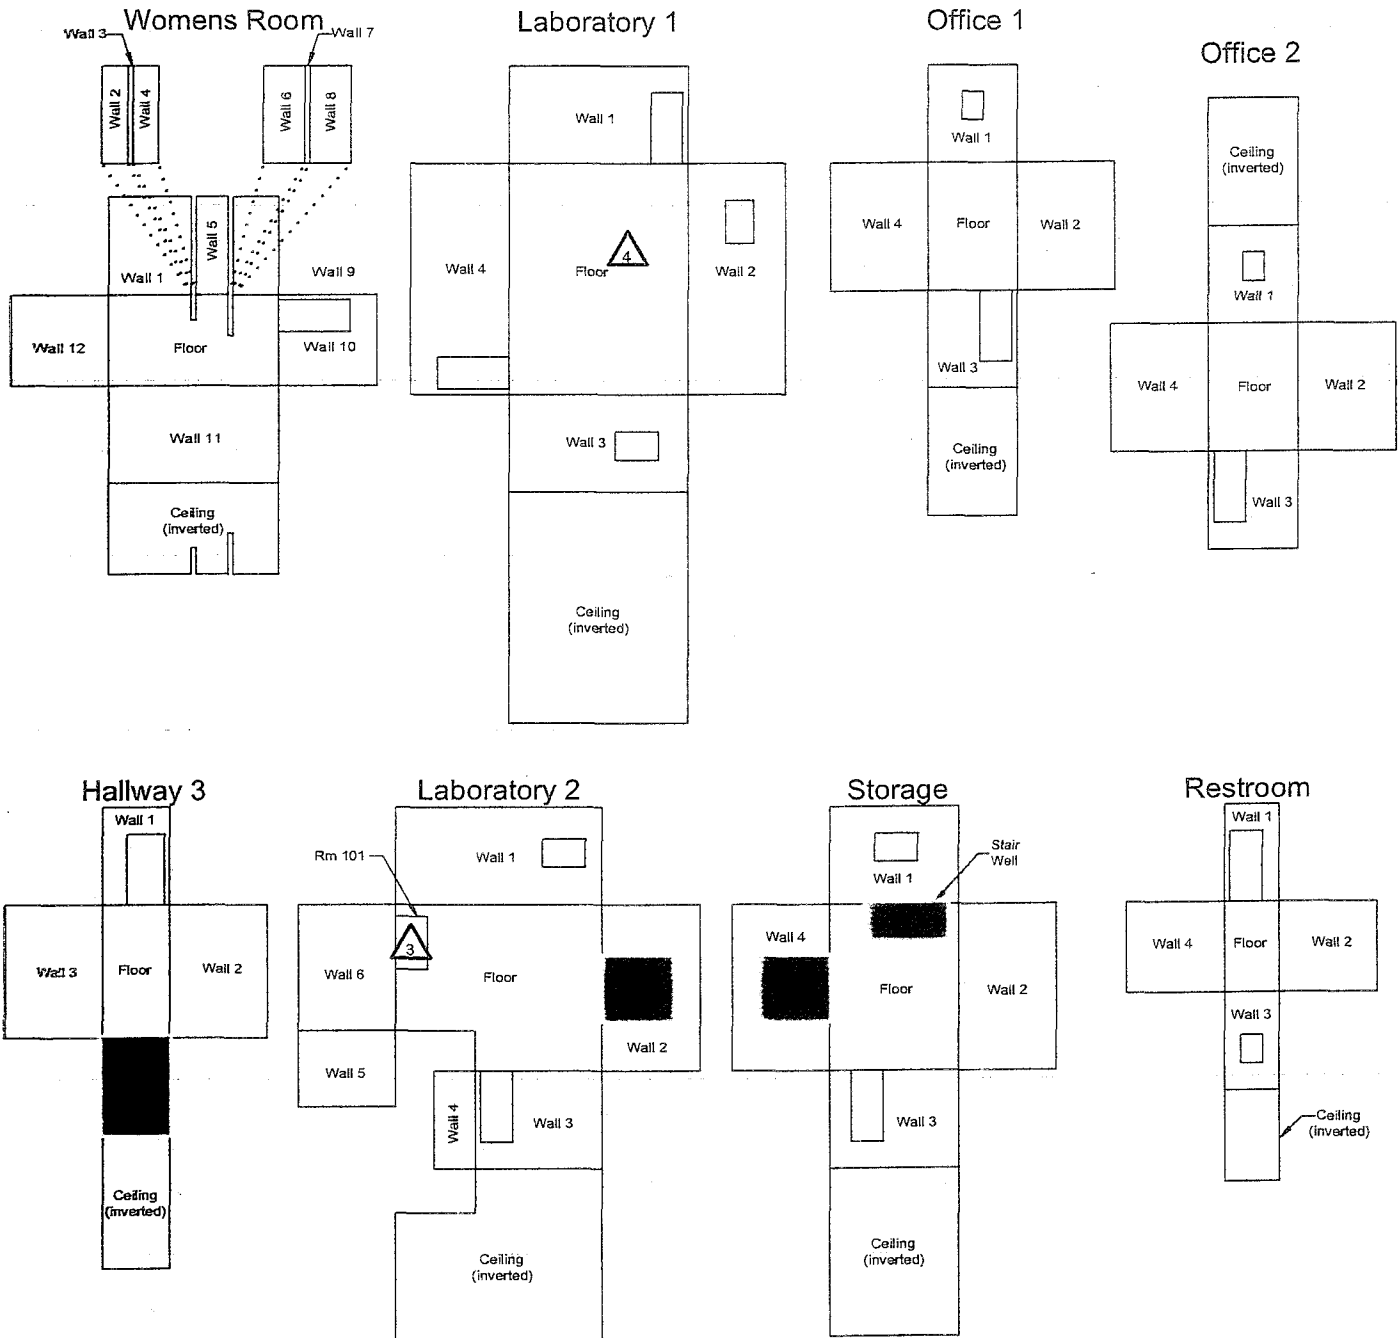 Womens Room
Wall 3
Wall 7
Wall 2
Wall 4
Wall 6
Wall 8
Wall 5
Wall 1
Wall 9
Wall 12
Floor
Wall 10
Wall 11
Ceiling
(inverted)
Laboratory 1
Wall 1
Wall 4
Floor
4
Wall 2
Wall 3
Ceiling
(inverted)
Office 1
Wall 1
Wall 4
Floor
Wall 2
Wall 3
Ceiling
(inverted)
Office 2
Ceiling
(inverted)
Wall 1
Wall 4
Floor
Wall 2
Wall 3
Hallway 3
Wall 1
Wall 3
Floor
Wall 2
Ceiling
(inverted)
Laboratory 2
Rm 101
Wall 1
3
Wall 6
Floor
Wall 2
Wall 5
Wall 4
Wall 3
Ceiling
(inverted)
Storage
Stair
Well
Wall 1
Wall 4
Floor
Wall 2
Wall 3
Ceiling
(inverted)
Restroom
Wall 1
Wall 4
Floor
Wall 2
Wall 3
Ceiling
(inverted)